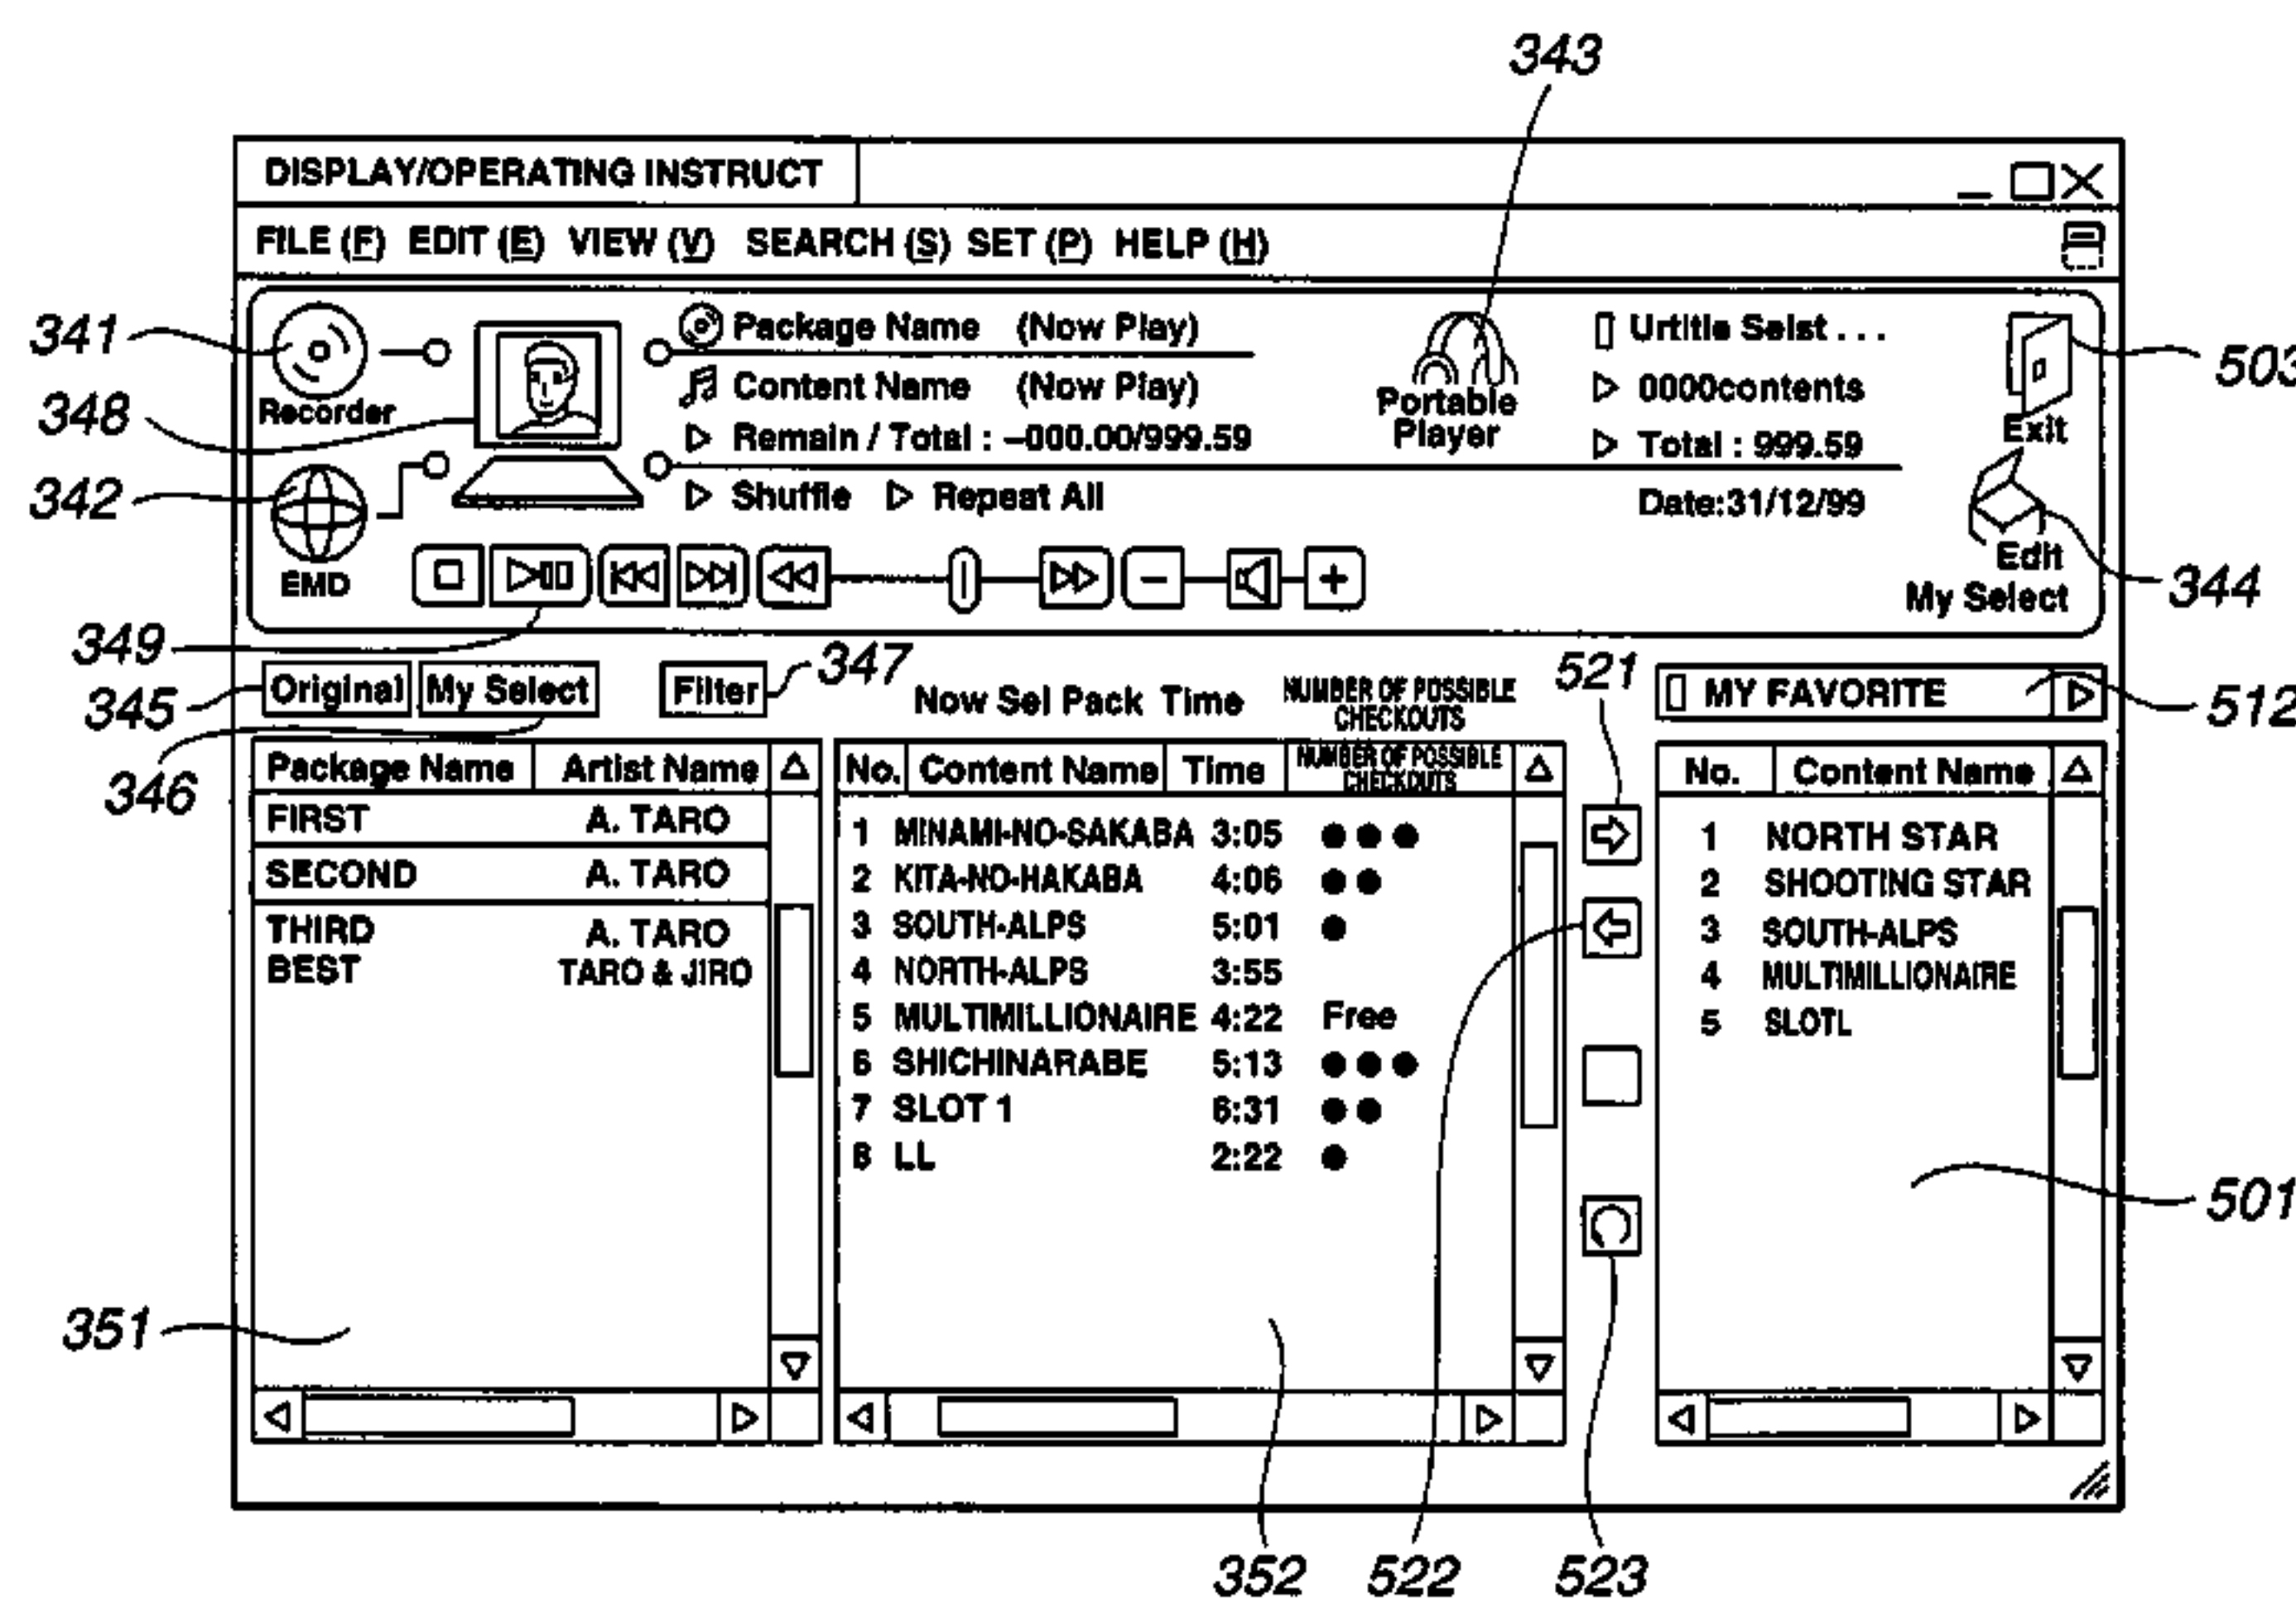 343
DISPLAY/OPERATING INSTRUCT
FILE (F) EDIT (E) VIEW (V) SEARCH (S) SET (P) HELP (H)
341
Recorder
348
342
EMD
349
Package Name (Now Play)
Content Name (Now Play)
Remain / Total : –000.00/999.59
Shuffle Repeat All
Portable
Player
Urtitle Selst . . .
0000contents
Total : 999.59
Date:31/12/99
503
Exit
Edit
My Select
344
345
Original My Select Filter 347
346
Now Sel Pack Time
NUMBER OF POSSIBLE
CHECKOUTS
521
MY FAVORITE
512
Package Name Artist Name
FIRST A. TARO
SECOND A. TARO
THIRD A. TARO
BEST TARO & JIRO
351
No. Content Name Time NUMBER OF POSSIBLE
CHECKOUTS
1 MINAMI-NO-SAKABA 3:05 ●●●
2 KITA-NO-HAKABA 4:06 ●●
3 SOUTH-ALPS 5:01 ●
4 NORTH-ALPS 3:55
5 MULTIMILLIONAIRE 4:22 Free
6 SHICHINARABE 5:13 ●●●
7 SLOT 1 6:31 ●●
8 LL 2:22 ●
No. Content Name
1 NORTH STAR
2 SHOOTING STAR
3 SOUTH-ALPS
4 MULTIMILLIONAIRE
5 SLOTL
501
352 522 523